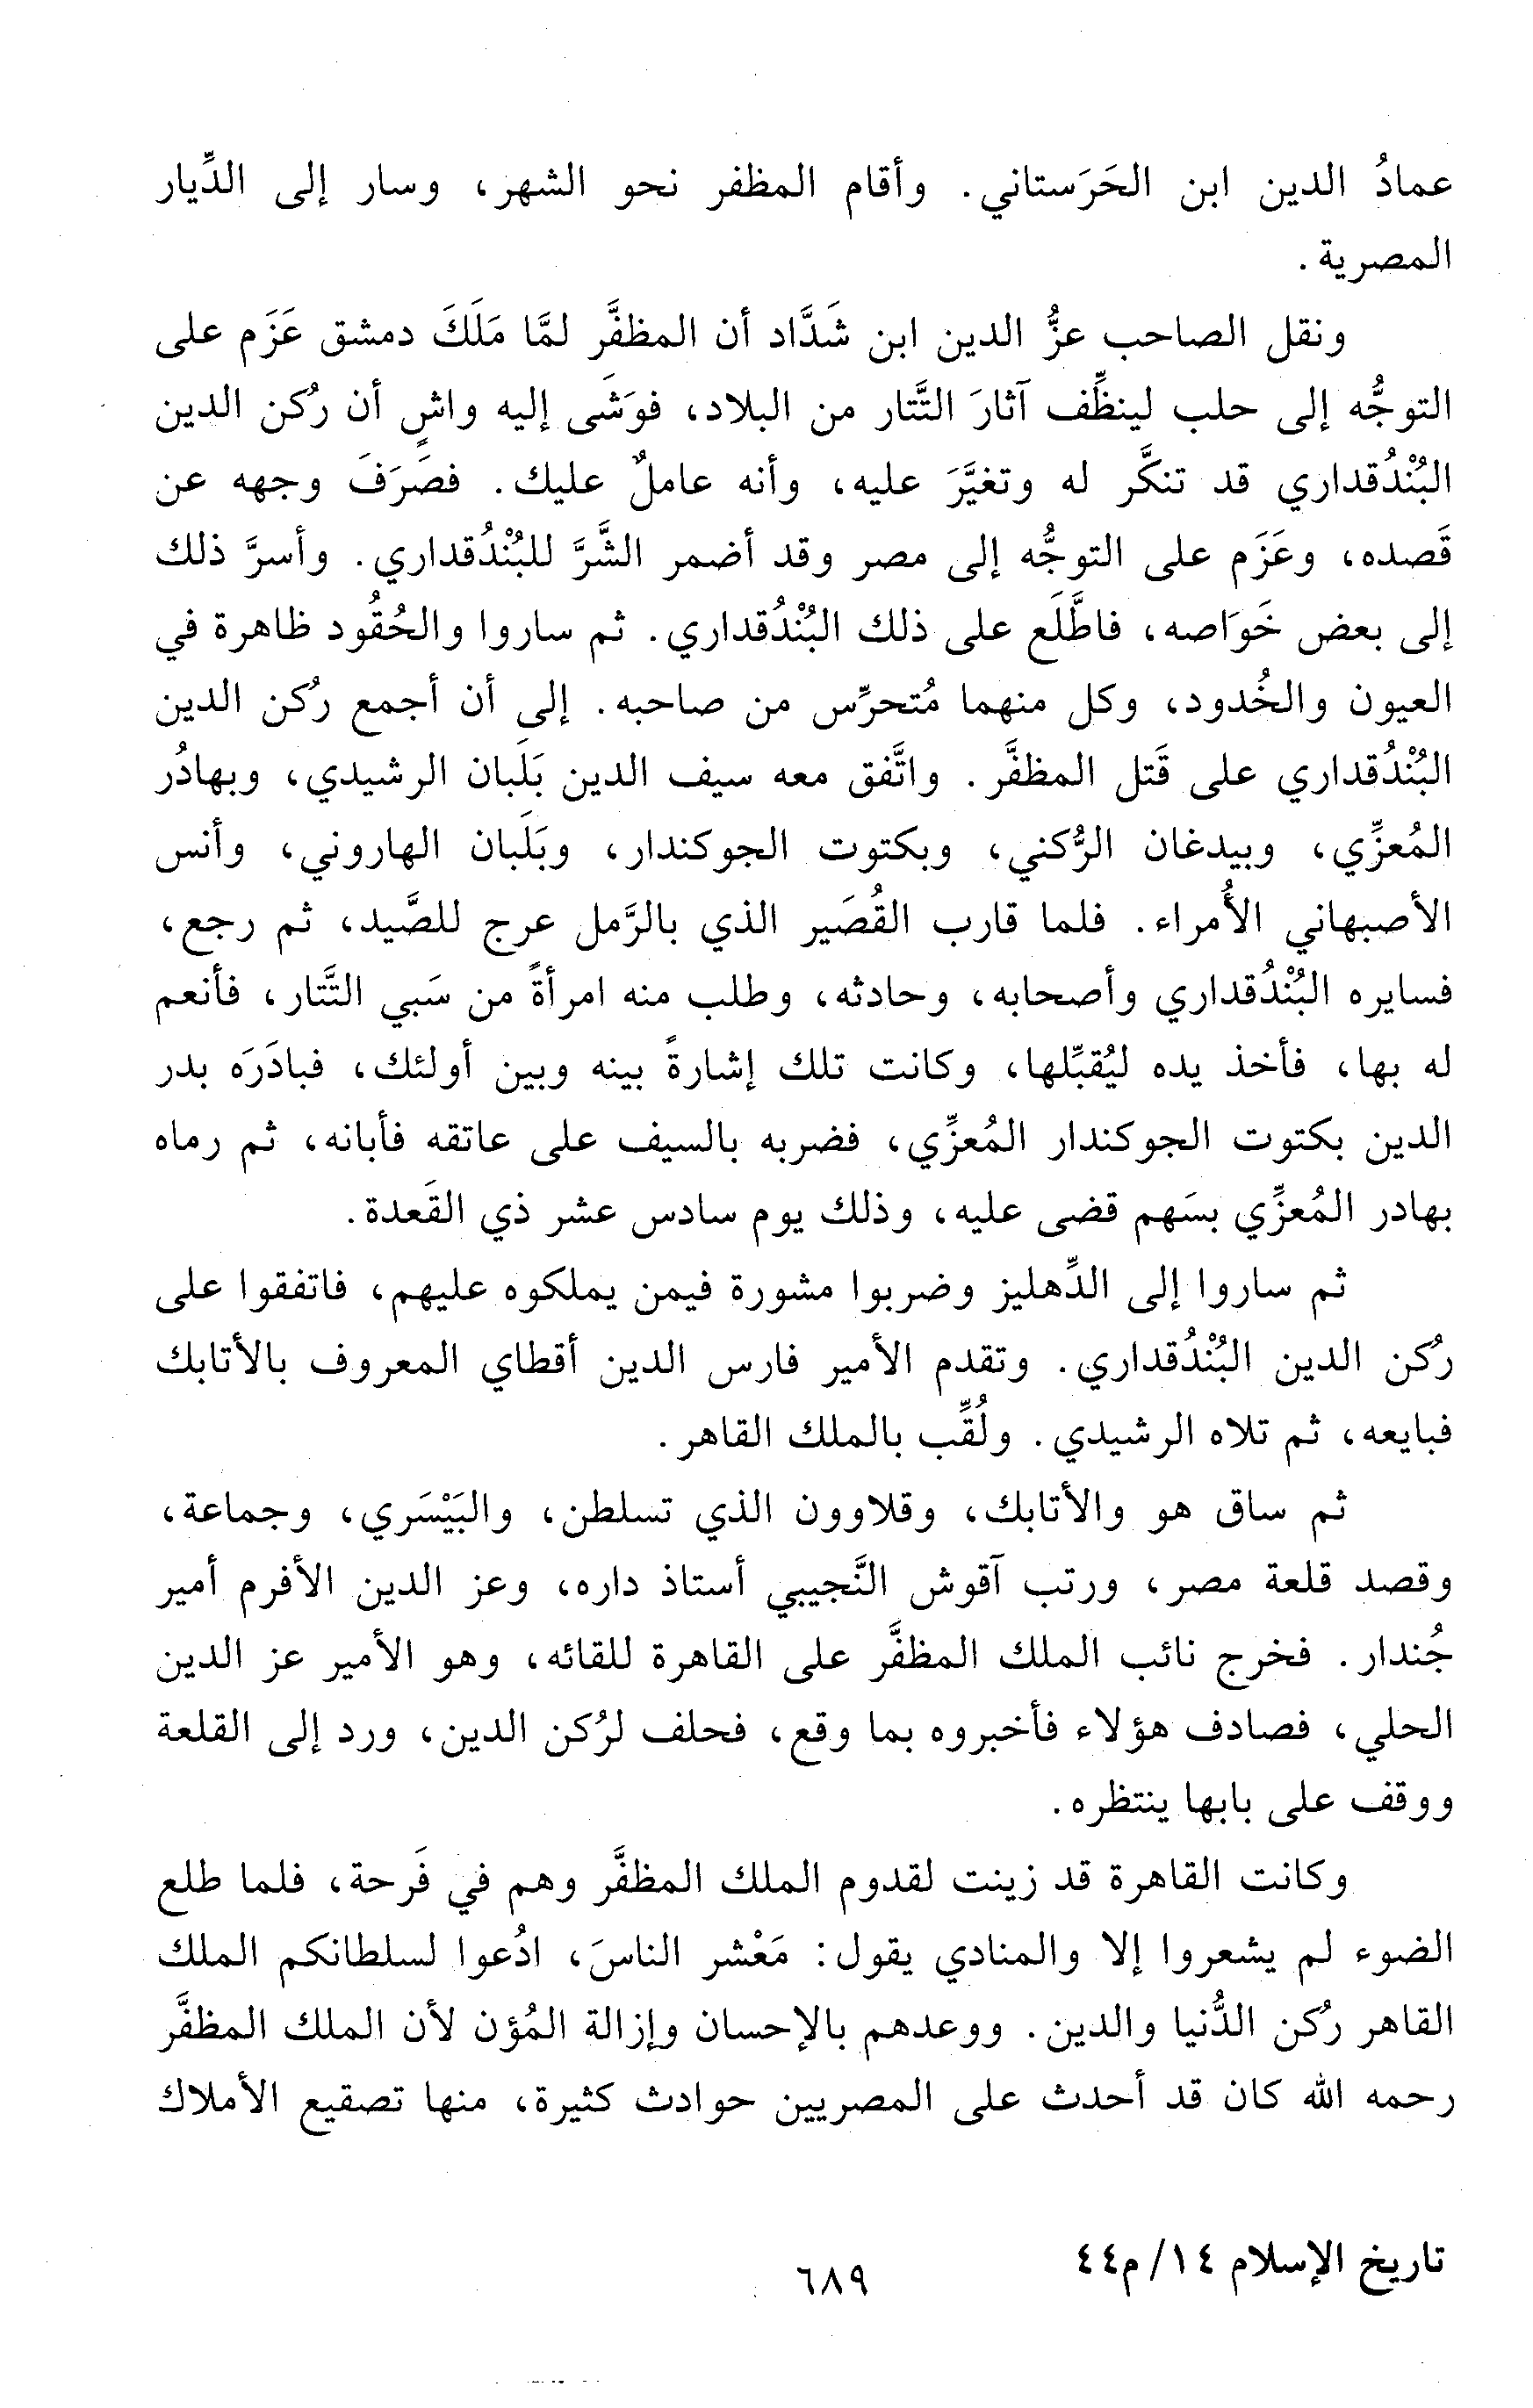 عمادُ الدين ابن الحَرَستاني. وأقام المظفر نحو الشهر، وسار إلى الدِّيار
المصرية.
ونقل الصاحب عزُّ الدين ابن شَدَّاد أن المظفَّر لمَّا مَلَكَ دمشق عَزَم على
التوجُّه إلى حلب لينظِّف آثارَ التَّتار من البلاد، فوَشَى إليه واشٍ أن رُكن الدين
البُنْدُقداري قد تنكَّر له وتغيَّرَ عليه، وأنه عاملٌ عليك. فصَرَفَ وجهه عن
قَصده، وعَزَم على التوجُّه إلى مصر وقد أضمر الشَّرَّ للبُنْدُقداري. وأسرَّ ذلك
إلى بعض خَوَاصه، فاطَّلَع على ذلك البُنْدُقداري. ثم ساروا والحُقُود ظاهرة في
العيون والخُدود، وكل منهما مُتحرِّس من صاحبه. إلى أن أجمع رُكن الدين
البُنْدُقداري على قَتل المظفَّر. واتَّفق معه سيف الدين بَلَبان الرشيدي، وبهادُر
المُعزِّي، وبيدغان الرُّكني، وبكتوت الجوكندار، وبَلَبان الهاروني، وأنس
الأصبهاني الأُمراء. فلما قارب القُصَير الذي بالرَّمل عرج للصَّيد، ثم رجع،
فسايره البُنْدُقداري وأصحابه، وحادثه، وطلب منه امرأةً من سَبي التَّتار، فأنعم
له بها، فأخذ يده ليُقبِّلها، وكانت تلك إشارةً بينه وبين أولئك، فبادَرَه بدر
الدين بكتوت الجوكندار المُعزِّي، فضربه بالسيف على عاتقه فأبانه، ثم رماه
بهادر المُعزِّي بسَهم قضى عليه، وذلك يوم سادس عشر ذي القَعدة.
ثم ساروا إلى الدِّهليز وضربوا مشورة فيمن يملكوه عليهم، فاتفقوا على
رُكن الدين البُنْدُقداري. وتقدم الأمير فارس الدين أقطاي المعروف بالأتابك
فبايعه، ثم تلاه الرشيدي. ولُقِّب بالملك القاهر.
ثم ساق هو والأتابك، وقلاوون الذي تسلطن، والبَيْسَري، وجماعة،
وقصد قلعة مصر، ورتب آقوش النَّجيبي أستاذ داره، وعز الدين الأفرم أمير
جُندار. فخرج نائب الملك المظفَّر على القاهرة للقائه، وهو الأمير عز الدين
الحلي، فصادف هؤلاء فأخبروه بما وقع، فحلف لرُكن الدين، ورد إلى القلعة
ووقف على بابها ينتظره.
وكانت القاهرة قد زينت لقدوم الملك المظفَّر وهم في فَرحة، فلما طلع
الضوء لم يشعروا إلا والمنادي يقول: مَعْشر الناسَ، ادُعوا لسلطانكم الملك
القاهر رُكن الدُّنيا والدين. ووعدهم بالإحسان وإزالة المُؤن لأن الملك المظفَّر
رحمه الله كان قد أحدث على المصريين حوادث كثيرة، منها تصقيع الأملاك
تاريخ الإسلام ١٤/ م٤٤
٦٨٩